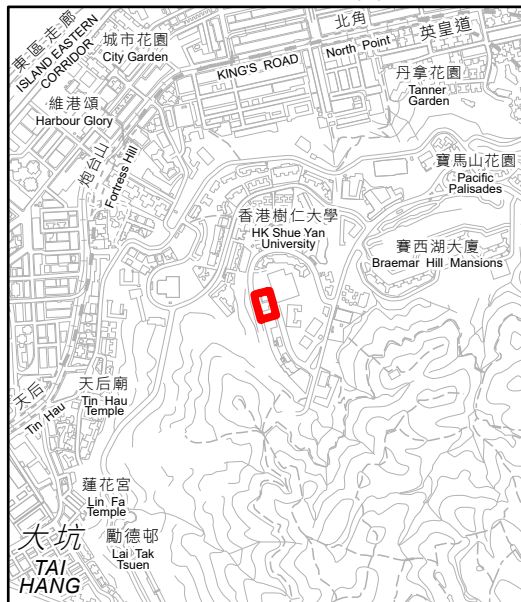 東區走廊
ISLAND EASTERN
CORRIDOR
城市花園
City Garden
北角
North Point
英皇道
KING'S ROAD
丹拿花園
Tanner
Garden
維港頌
Harbour Glory
炮台山
Fortress Hill
寶馬山花園
Pacific
Palisades
香港樹仁大學
HK Shue Yan
University
賽西湖大廈
Braemar Hill Mansions
天后
Tin Hau
天后廟
Tin Hau
Temple
蓮花宮
Lin Fa
Temple
大坑
TAI
HANG
勵德邨
Lai Tak
Tsuen